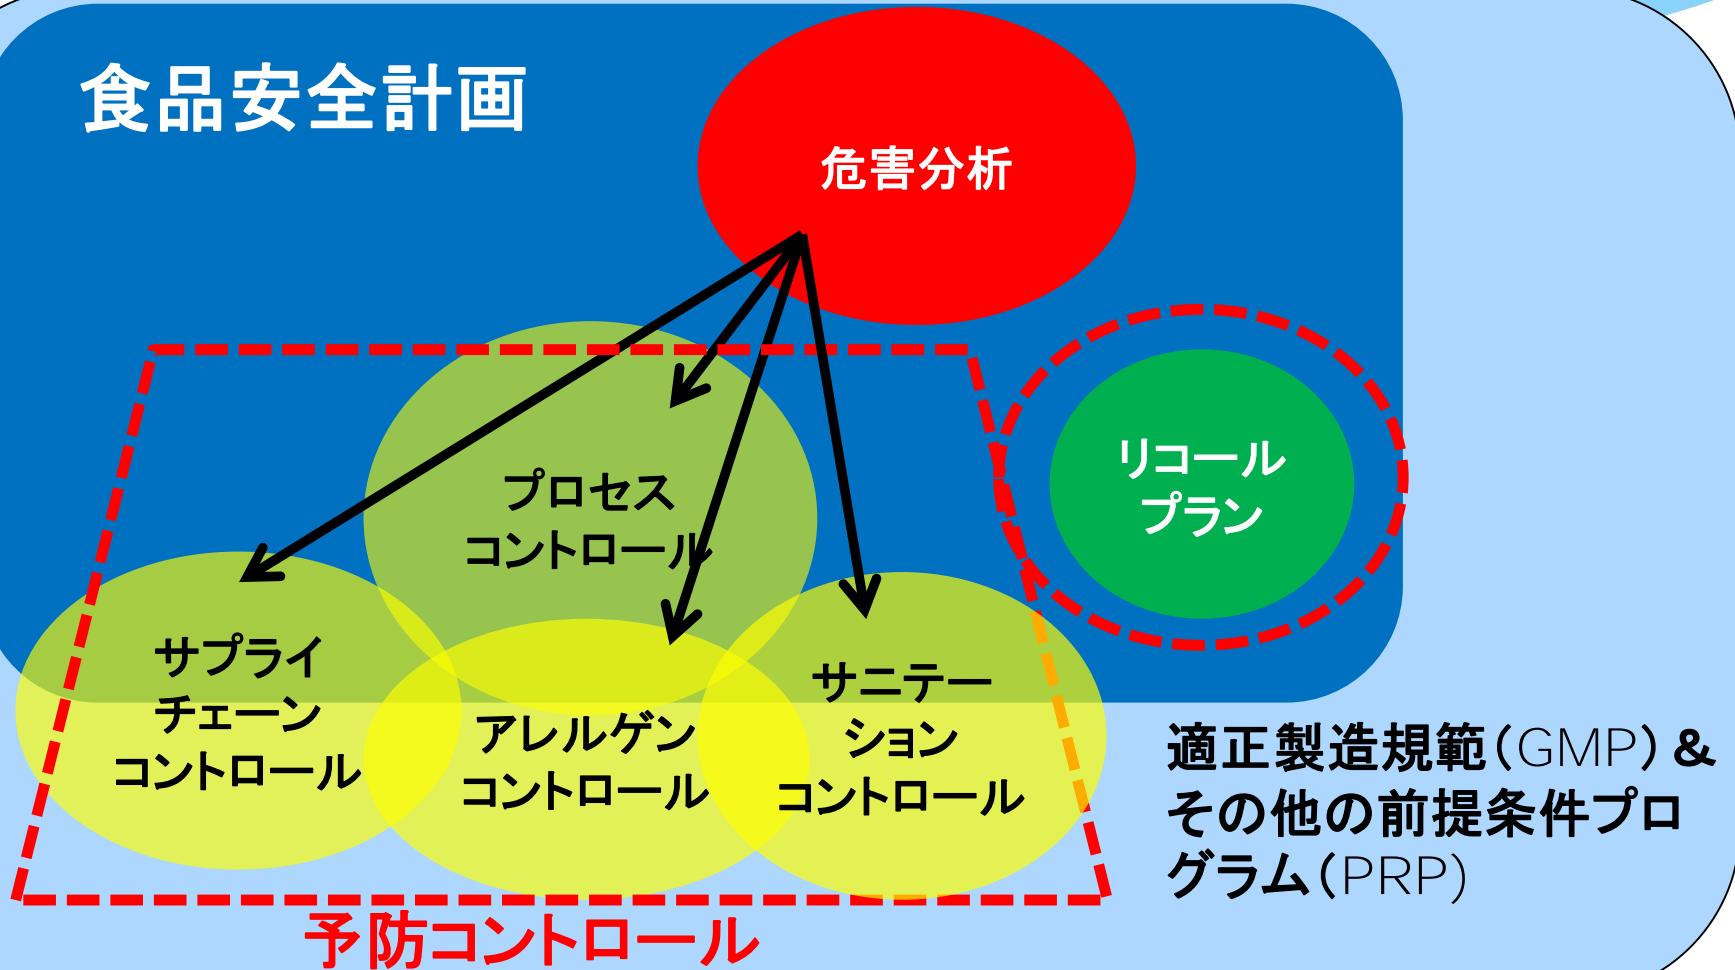 食品安全計画
危害分析
リコール
プラン
プロセス
コントロール
サプライ
チェーン
コントロール
アレルゲン
コントロール
サニテー
ション
コントロール
適正製造規範(GMP)&
その他の前提条件プロ
グラム(PRP)
予防コントロール